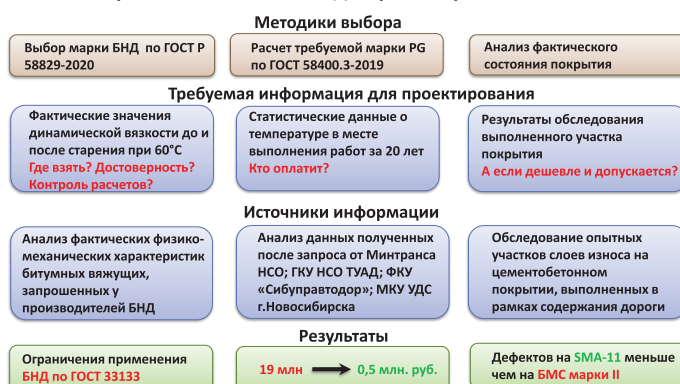 Методики выбора
Выбор марки БНД по ГОСТ Р
58829-2020
Расчет требуемой марки PG
по ГОСТ 58400.3-2019
Анализ фактического
состояния покрытия
Требуемая информация для проектирования
Фактические значения
динамической вязкости до и
после старения при 60°С
Где взять? Достоверность?
Контроль расчетов?
Статистические данные о
температуре в месте
выполнения работ за 20 лет
Кто оплатит?
Результаты обследования
выполненного участка
покрытия
А если дешевле и допускается?
Источники информации
Анализ фактических физико-
механических характеристик
битумных вяжущих,
запрошенных у
производителей БНД
Анализ данных полученных
после запроса от Минтранса
НСО; ГКУ НСО ТУАД; ФКУ
«Сибуправтодор»; МКУ УДС
г.Новосибирска
Обследование опытных
участков слоев износа на
цементобетонном
покрытии, выполненных в
рамках содержания дороги
Результаты
Ограничения применения
БНД по ГОСТ 33133
19 млн 0,5 млн. руб.
Дефектов на SMA-11 меньше
чем на БМС марки II